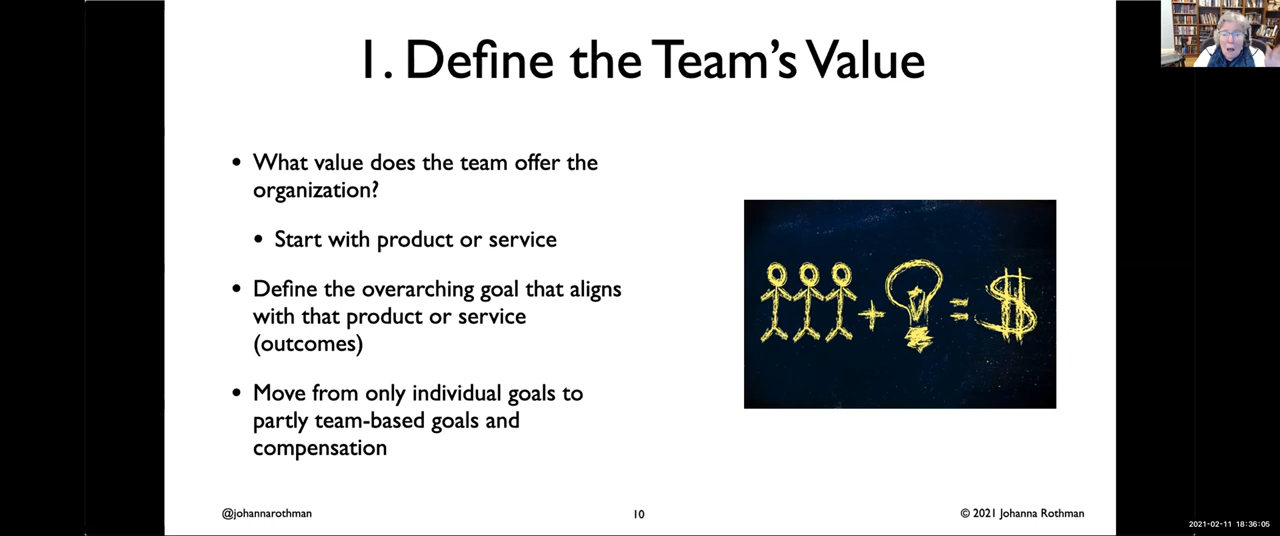 1. Define the Team's Value
• What value does the team offer the
organization?
• Start with product or service
• Define the overarching goal that aligns
with that product or service
(outcomes)
• Move from only individual goals to
partly team-based goals and
compensation
+ = $
@johannarothman
10
© 2021 Johanna Rothman
2021-02-11 18:36:05